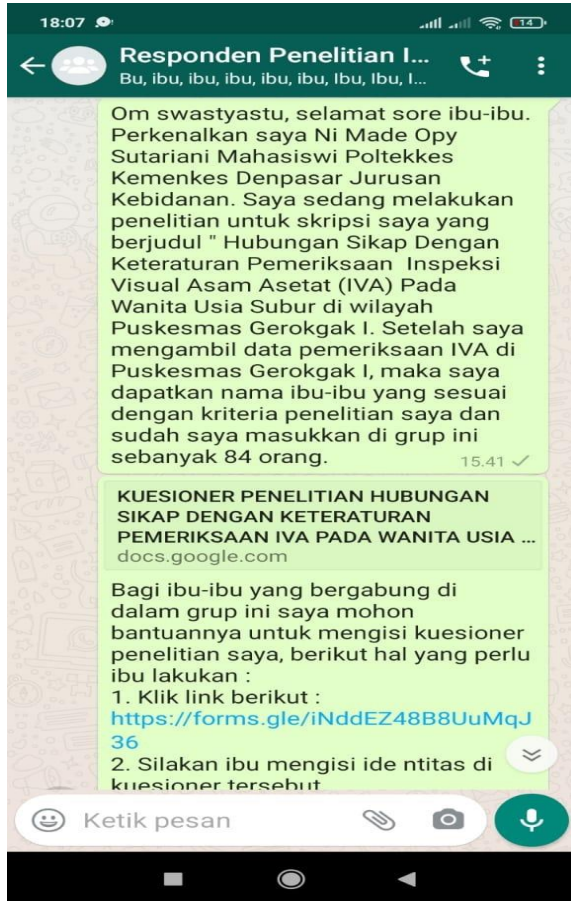 18:07
14
Responden Penelitian I...
Bu, ibu, ibu, ibu, ibu, ibu, Ibu, Ibu, I...
Om swastyastu, selamat sore ibu-ibu.
Perkenalkan saya Ni Made Opy
Sutariani Mahasiswi Poltekkes
Kemenkes Denpasar Jurusan
Kebidanan. Saya sedang melakukan
penelitian untuk skripsi saya yang
berjudul " Hubungan Sikap Dengan
Keteraturan Pemeriksaan  Inspeksi
Visual Asam Asetat (IVA) Pada
Wanita Usia Subur di wilayah
Puskesmas Gerokgak I. Setelah saya
mengambil data pemeriksaan IVA di
Puskesmas Gerokgak I, maka saya
dapatkan nama ibu-ibu yang sesuai
dengan kriteria penelitian saya dan
sudah saya masukkan di grup ini
sebanyak 84 orang.
15.41
KUESIONER PENELITIAN HUBUNGAN
SIKAP DENGAN KETERATURAN
PEMERIKSAAN IVA PADA WANITA USIA ...
docs.google.com
Bagi ibu-ibu yang bergabung di
dalam grup ini saya mohon
bantuannya untuk mengisi kuesioner
penelitian saya, berikut hal yang perlu
ibu lakukan :
1. Klik link berikut :
https://forms.gle/iNddEZ48B8UuMqJ
36
2. Silakan ibu mengisi ide ntitas di
kuesioner tersebut
Ketik pesan